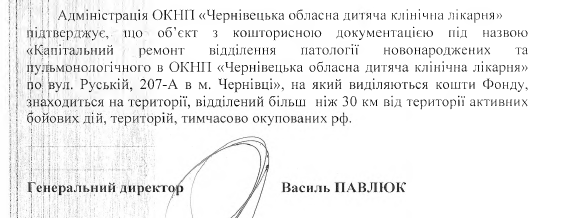 Адміністрація ОКНП «Чернівецька обласна дитяча клінічна лікарня»
підтверджує, що об’єкт з кошторисною документацією під назвою
«Капітальний ремонт відділення патології новонароджених та
пульмонологічного в ОКНП «Чернівецька обласна дитяча клінічна лікарня»
по вул. Руській, 207-А в м. Чернівці», на який виділяються кошти Фонду,
знаходиться на території, відділений більш ніж 30 км від території активних
бойових дій, територій, тимчасово окупованих рф.
Генеральний директор Василь ПАВЛЮК